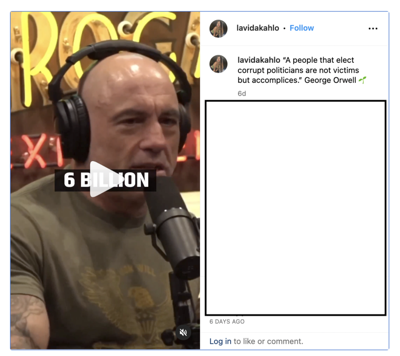 lavidakahlo • Follow
lavidakahlo "A people that elect
corrupt politicians are not victims
but accomplices." George Orwell 🌱
6d
6 BILLION
6 DAYS AGO
Log in to like or comment.